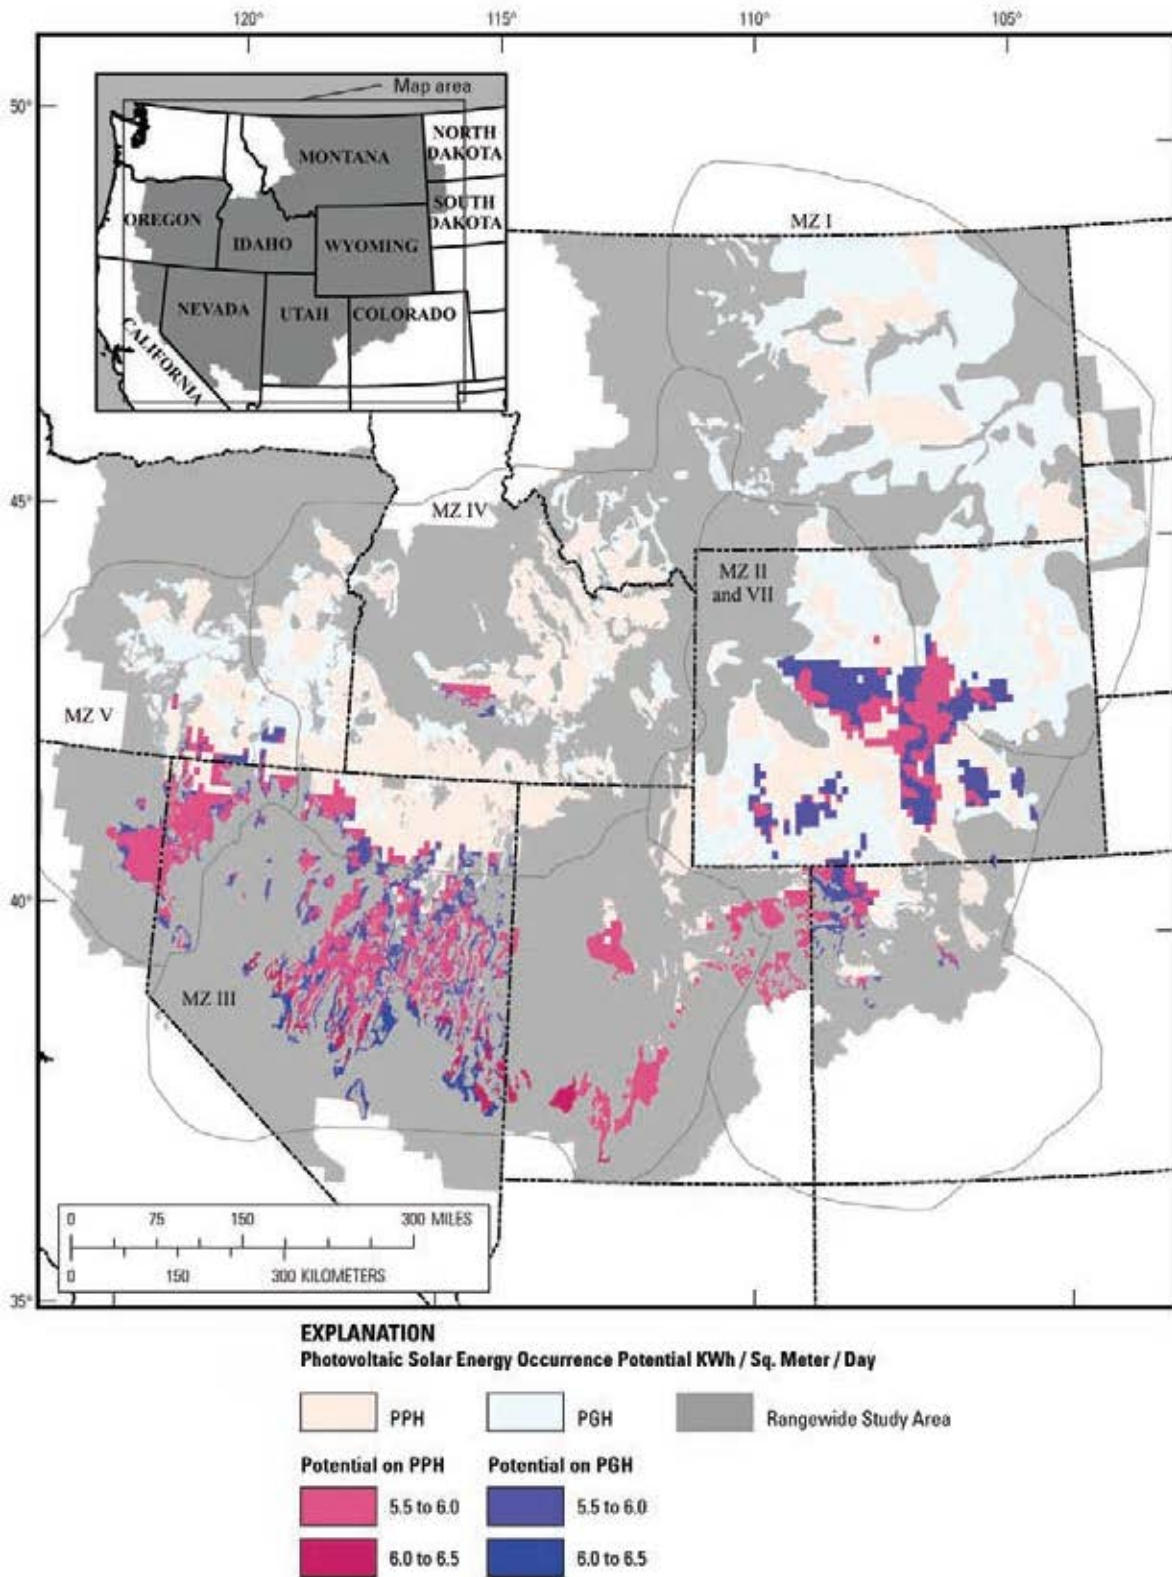 120°
115°
110°
105°
50°
45°
40°
35°
Map area
NORTH
DAKOTA
MONTANA
SOUTH
DAKOTA
OREGON
IDAHO
WYOMING
NEVADA
UTAH
COLORADO
CALIFORNIA
MZ I
MZ IV
MZ II
and VII
MZ V
MZ III
0 75 150 300 MILES
0 150 300 KILOMETERS
EXPLANATION
Photovoltaic Solar Energy Occurrence Potential KWh / Sq. Meter / Day
PPH PGH Rangewide Study Area
Potential on PPH Potential on PGH
5.5 to 6.0 5.5 to 6.0
6.0 to 6.5 6.0 to 6.5